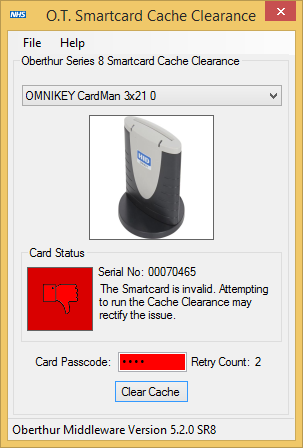 NHS
O.T. Smartcard Cache Clearance
File Help
Oberthur Series 8 Smartcard Cache Clearance
OMNIKEY CardMan 3x21 0
HID
Card Status
Serial No: 00070465
The Smartcard is invalid. Attempting
to run the Cache Clearance may
rectify the issue.
Card Passcode: •••• Retry Count: 2
Clear Cache
Oberthur Middleware Version 5.2.0 SR8